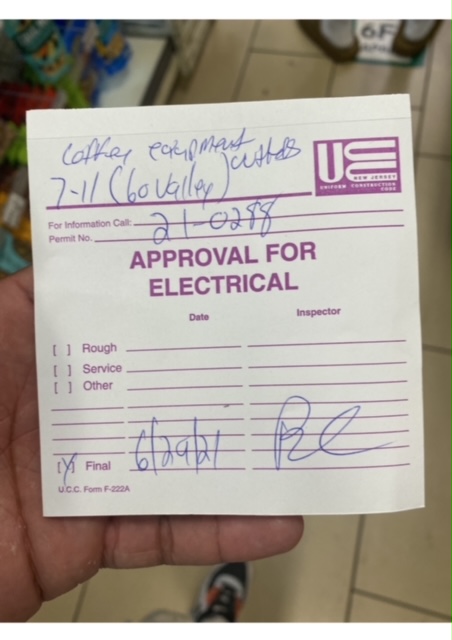 6F
coffee equipment
7-11 (60 Valley)
UCC
NEW JERSEY
UNIFORM CONSTRUCTION
CODE
For Information Call:
Permit No. 21-0288
APPROVAL FOR
ELECTRICAL
Date Inspector
[ ] Rough
[ ] Service
[ ] Other
[X] Final 6/29/21
U.C.C. Form F-222A